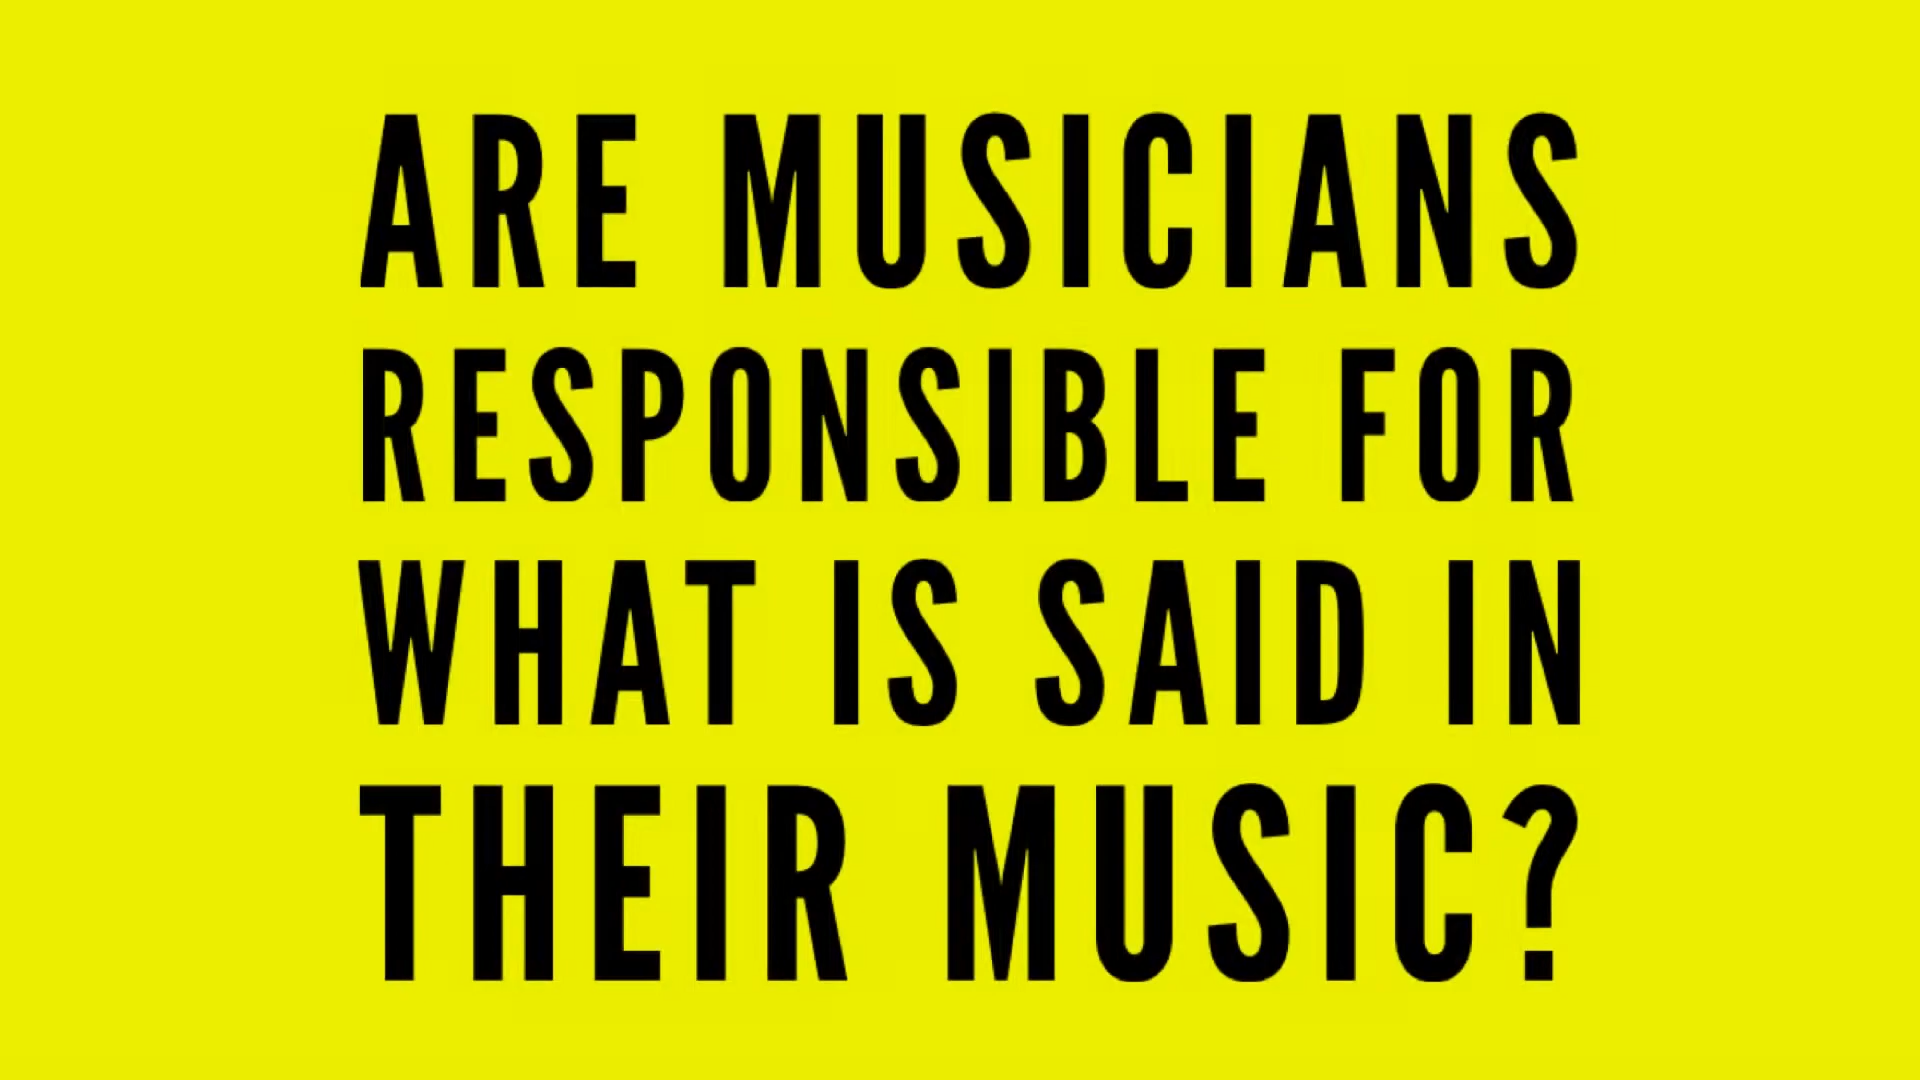 ARE MUSICIANS
RESPONSIBLE FOR
WHAT IS SAID IN
THEIR MUSIC?